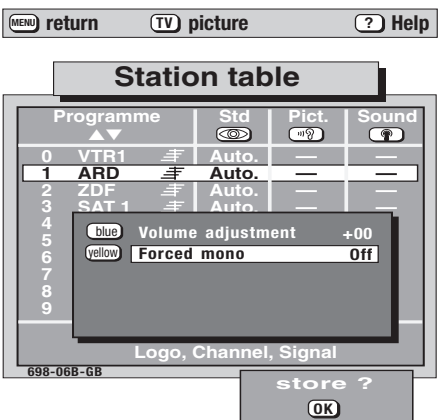 MENU return TV picture ? Help
Station table
Programme Std Pict. Sound
0 VTR1 Auto. — —
1 ARD Auto. — —
2 ZDF Auto. — —
3 SAT 1 Auto. — —
4
5
6
7
8
9
blue Volume adjustment +00
yellow Forced mono Off
Logo, Channel, Signal
698-06B-GB
store ?
OK